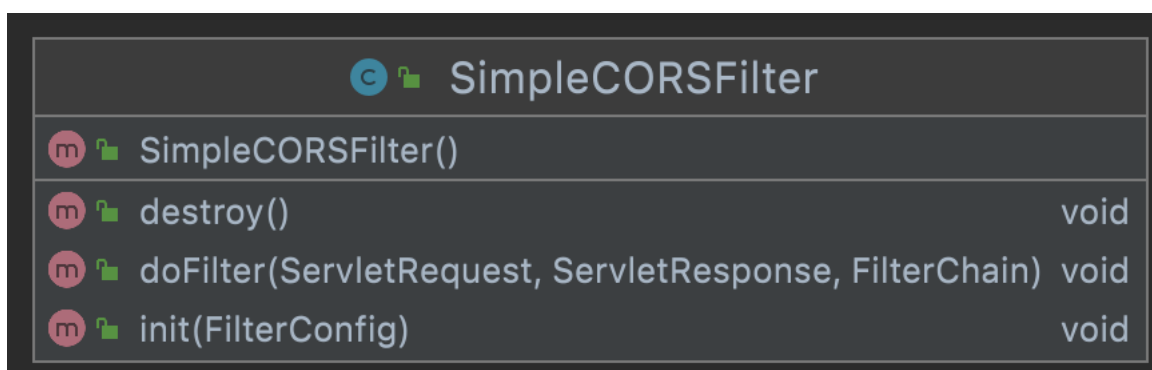 C SimpleCORSFilter
m SimpleCORSFilter()
m destroy() void
m doFilter(ServletRequest, ServletResponse, FilterChain) void
m init(FilterConfig) void